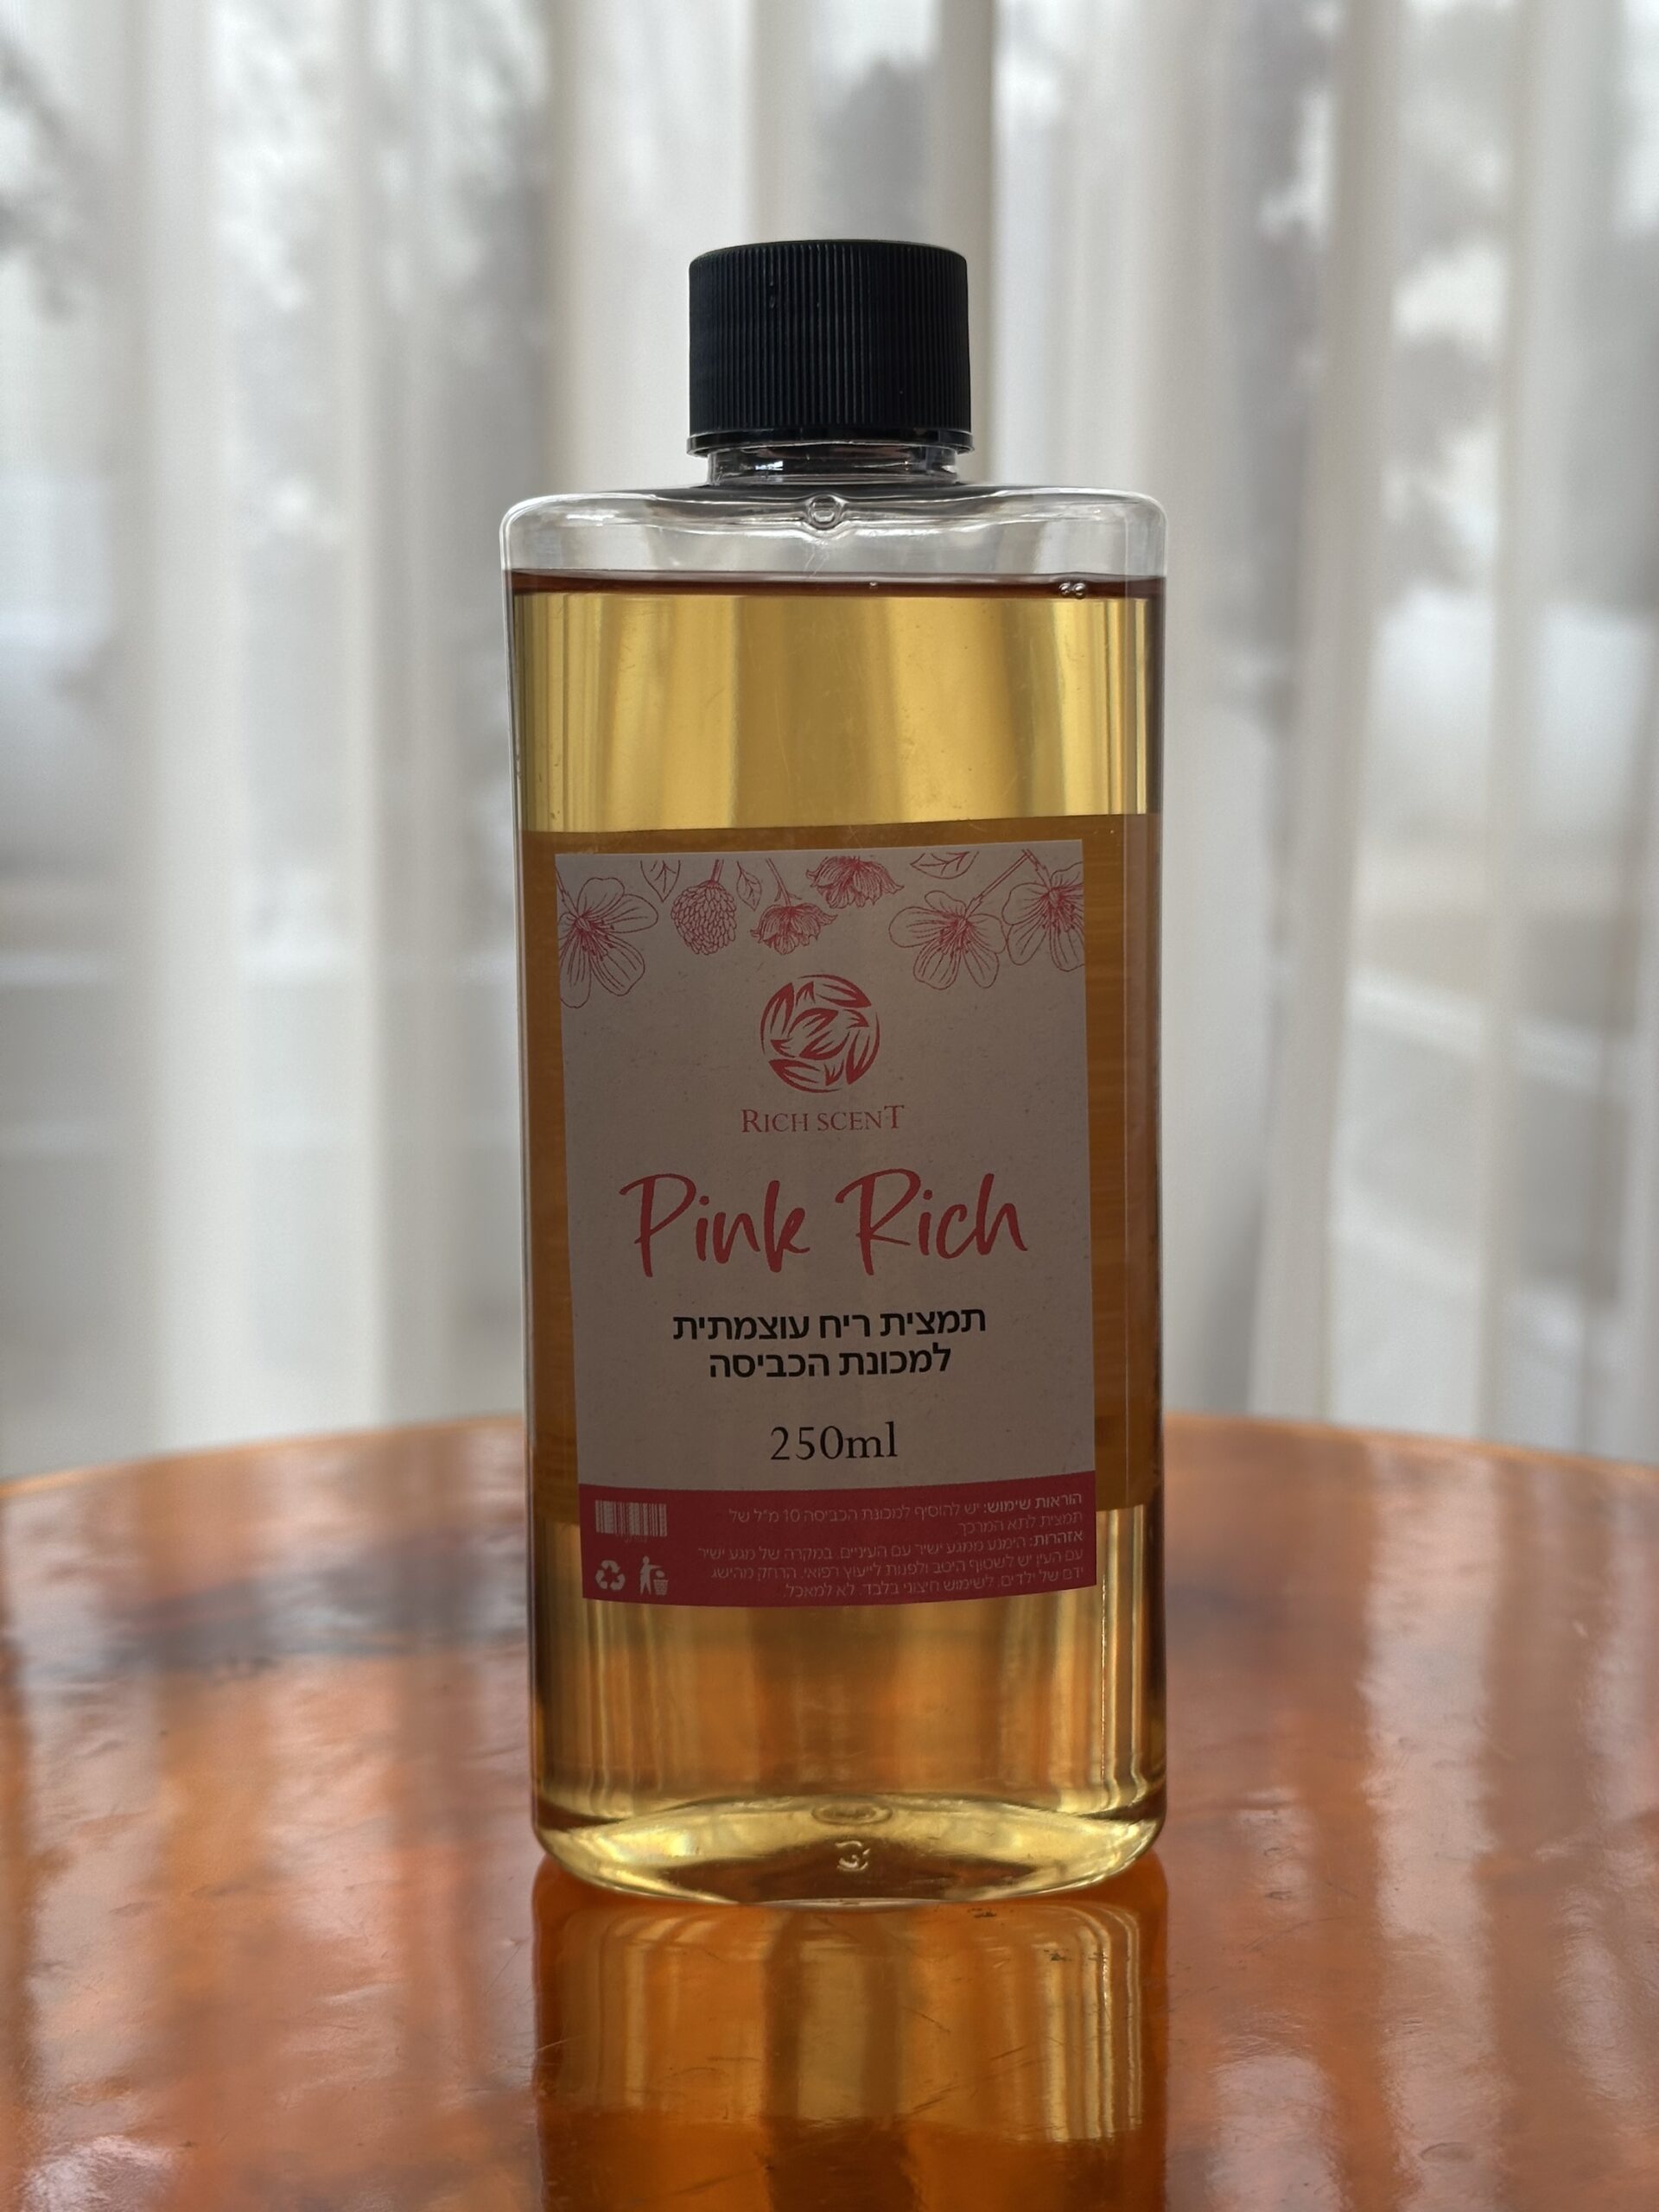 RICH SCENT
Pink Rich
תמצית ריח עוצמתית
למכונת הכביסה
250ml
הוראות שימוש: יש להוסיף למכונת הכביסה 10 מ"ל של
תמצית לתא המרכך.
אזהרות: הימנע ממגע ישיר עם העיניים. במקרה של מגע ישיר
עם העין יש לשטוף היטב ולפנות לייעוץ רפואי. הרחק מהישג
ידם של ילדים. לשימוש חיצוני בלבד. לא למאכל.